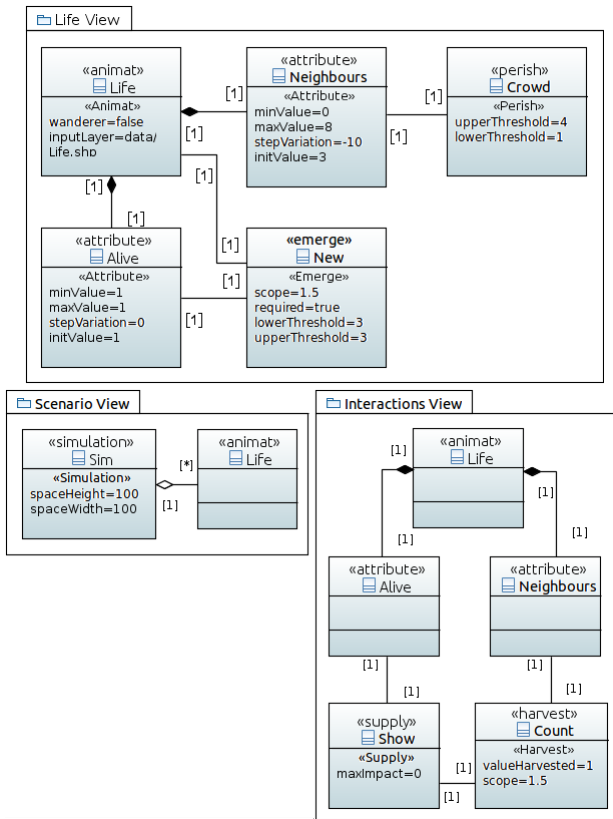 Life View
«animat»
Life
«Animat»
wanderer=false
inputLayer=data/
Life.shp
[1]
[1]
[1]
[1]
«attribute»
Neighbours
«Attribute»
minValue=0
maxValue=8
stepVariation=-10
initValue=3
[1]
[1]
«perish»
Crowd
«Perish»
upperThreshold=4
lowerThreshold=1
[1]
«attribute»
Alive
«Attribute»
minValue=1
maxValue=1
stepVariation=0
initValue=1
[1]
[1]
[1]
«emerge»
New
«Emerge»
scope=1.5
required=true
lowerThreshold=3
upperThreshold=3
Scenario View
«simulation»
Sim
«Simulation»
spaceHeight=100
spaceWidth=100
[*]
[1]
«animat»
Life
Interactions View
[1]
«animat»
Life
[1]
[1]
[1]
«attribute»
Alive
«attribute»
Neighbours
[1]
[1]
[1]
[1]
«supply»
Show
«Supply»
maxImpact=0
[1]
[1]
«harvest»
Count
«Harvest»
valueHarvested=1
scope=1.5